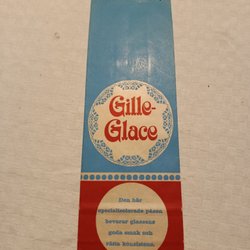 Gille-
Glace
Den här
specialisolerade påsen
bevarar glassens
goda smak och
rätta konsistens.